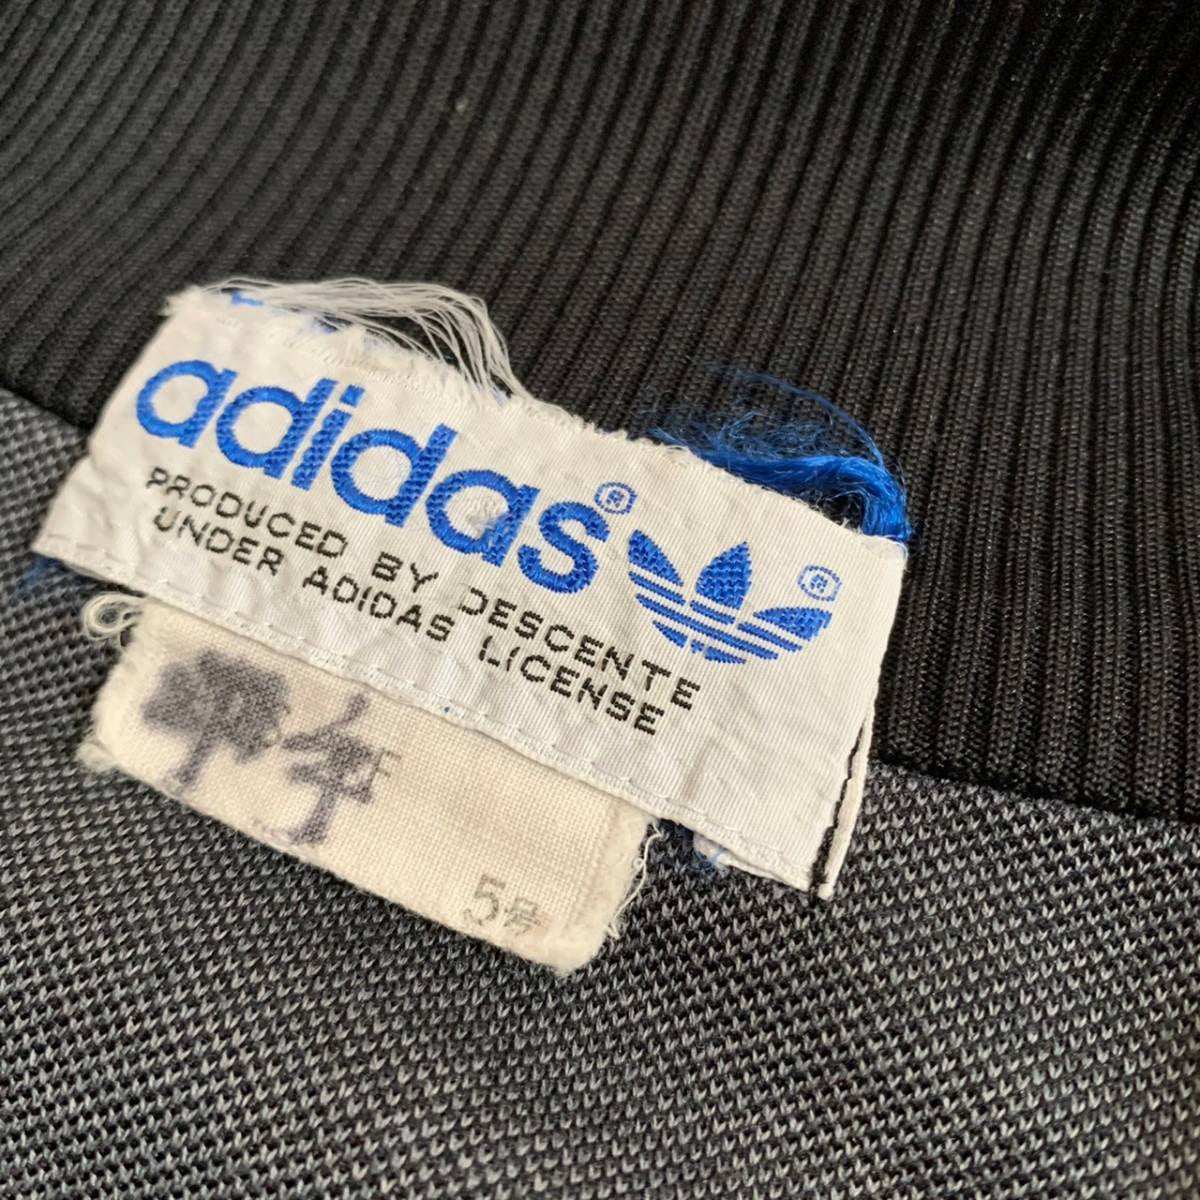 adidas®
®
PRODUCED BY DESCENTE
UNDER ADIDAS LICENSE
5号